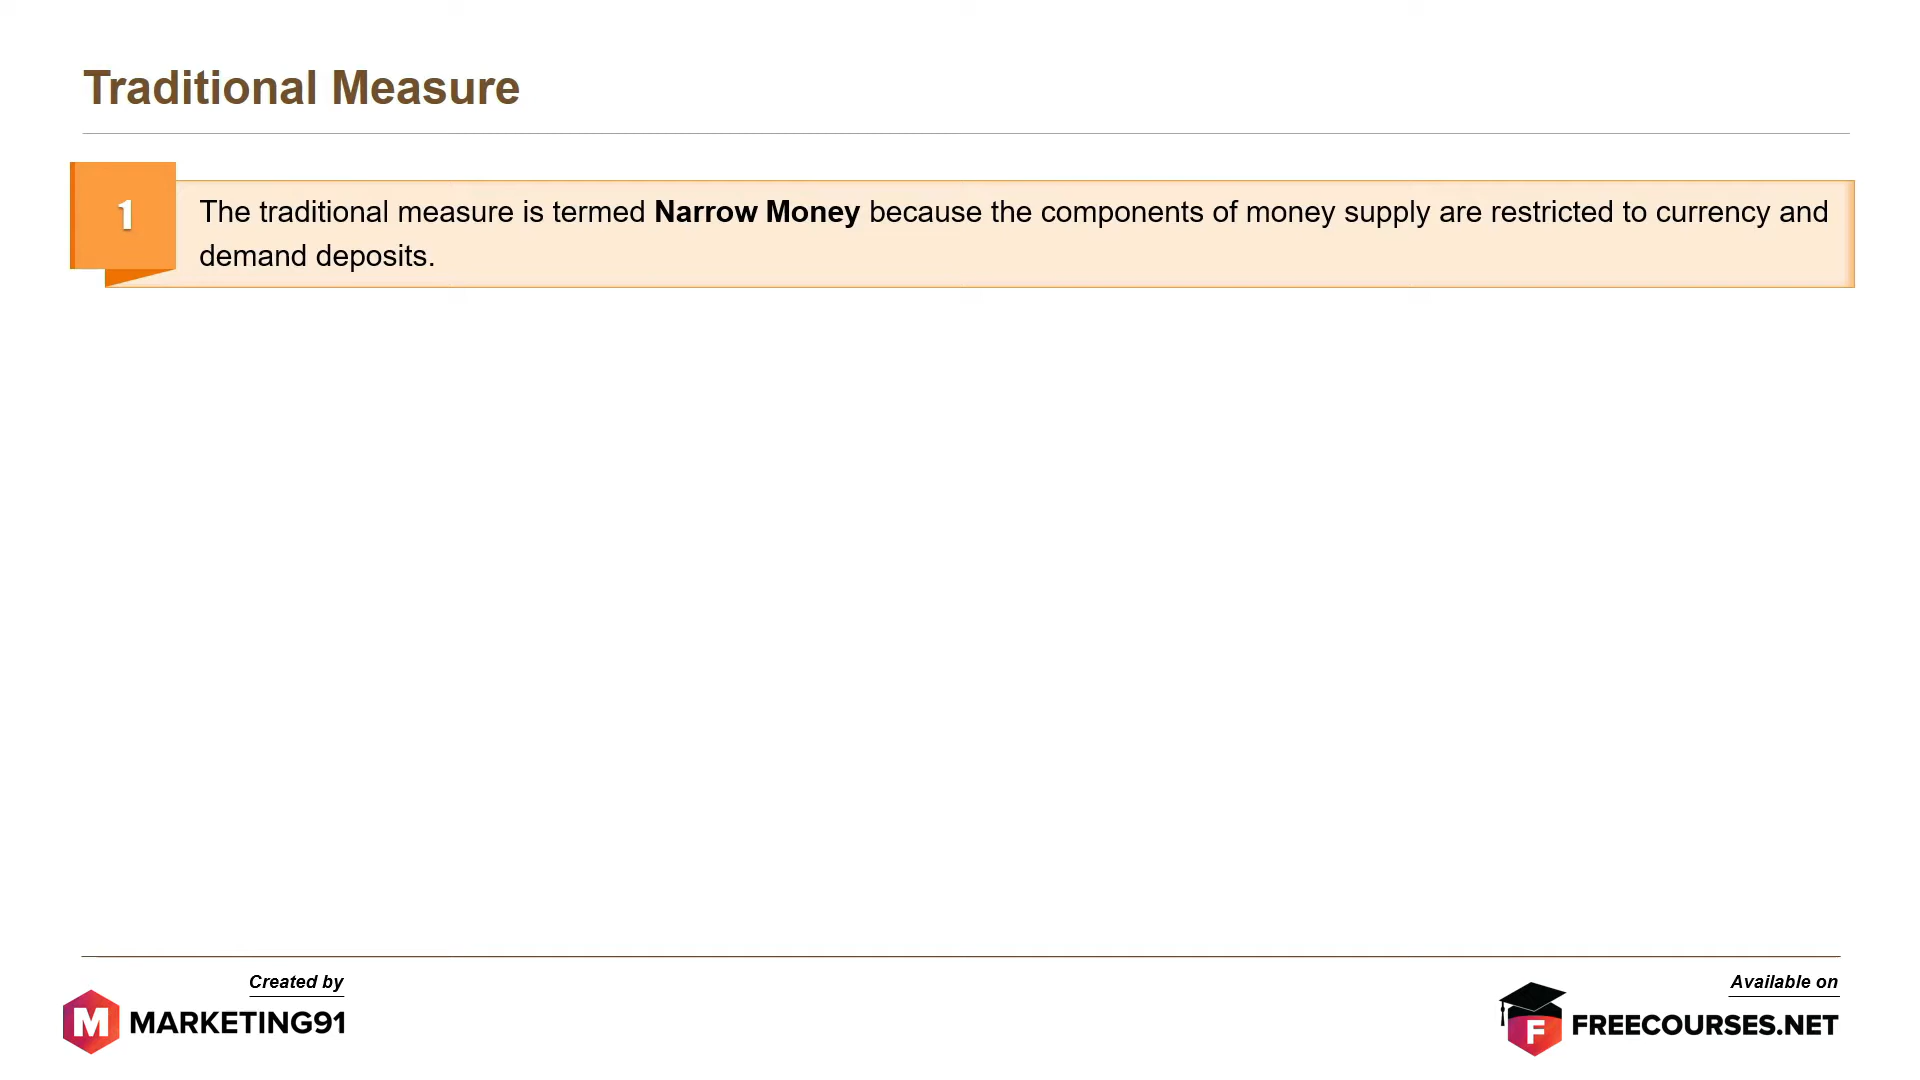 Traditional Measure
1
The traditional measure is termed Narrow Money because the components of money supply are restricted to currency and
demand deposits.
Created by
M MARKETING91
Available on
F FREECOURSES.NET